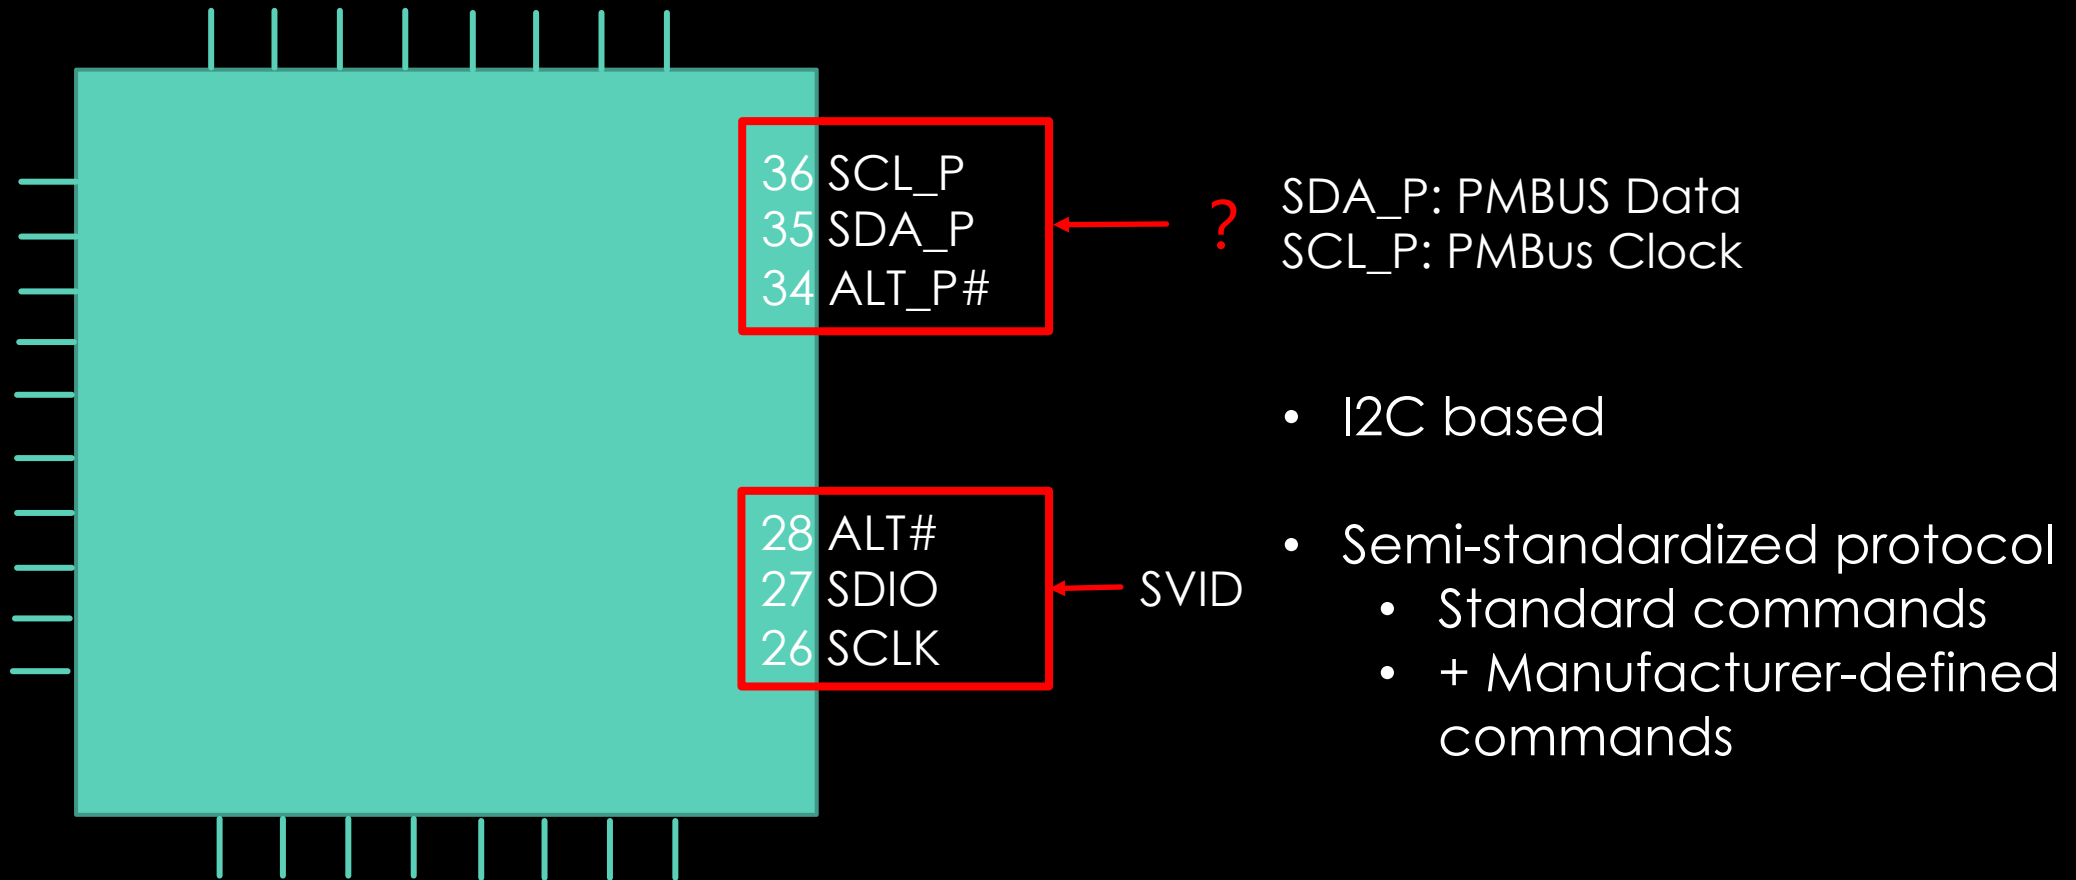 36 SCL_P
35 SDA_P
34 ALT_P#
?
SDA_P: PMBUS Data
SCL_P: PMBus Clock
28 ALT#
27 SDIO
26 SCLK
SVID
• I2C based
• Semi-standardized protocol
• Standard commands
• + Manufacturer-defined
commands